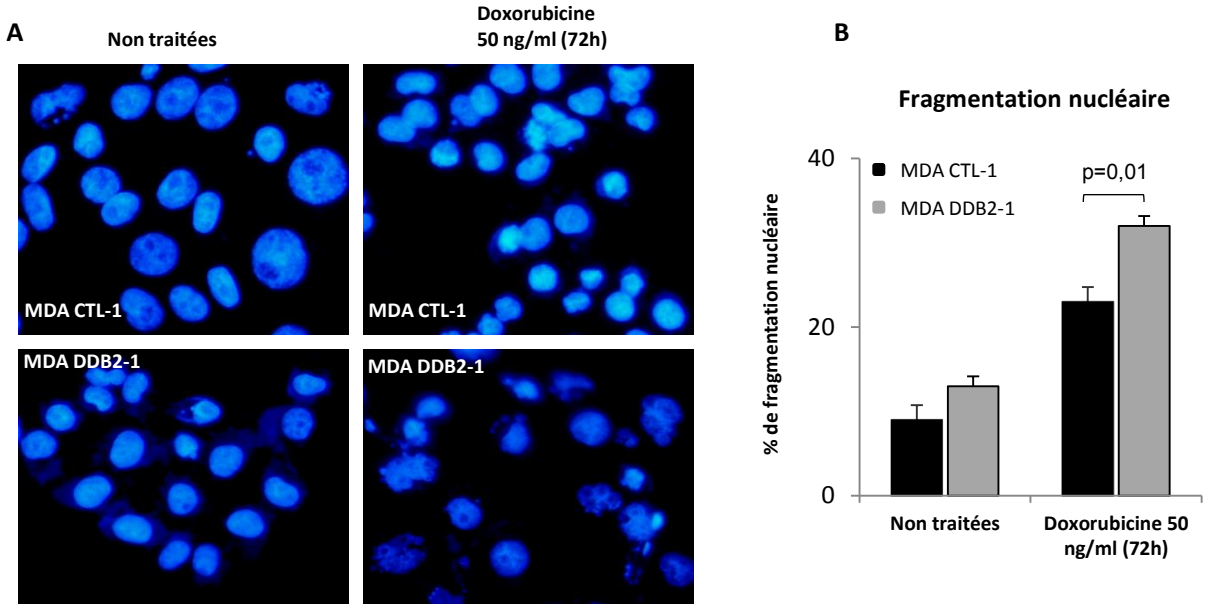 A
Non traitées
Doxorubicine
50 ng/ml (72h)
MDA CTL-1
MDA CTL-1
MDA DDB2-1
MDA DDB2-1
B
Fragmentation nucléaire
% de fragmentation nucléaire
40
20
0
MDA CTL-1
MDA DDB2-1
p=0,01
Non traitées
Doxorubicine 50
ng/ml (72h)